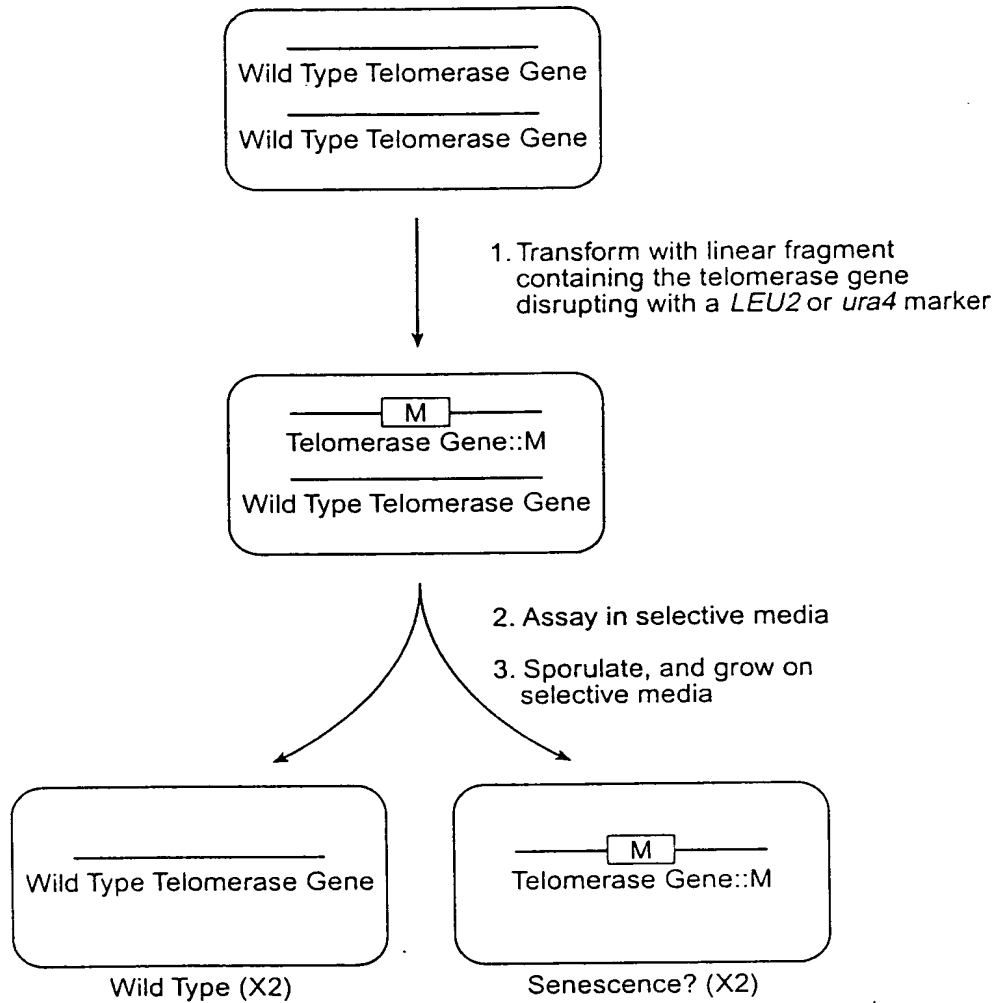 Wild Type Telomerase Gene
Wild Type Telomerase Gene
1. Transform with linear fragment
containing the telomerase gene
disrupting with a LEU2 or ura4 marker
M
Telomerase Gene::M
Wild Type Telomerase Gene
2. Assay in selective media
3. Sporulate, and grow on
selective media
Wild Type Telomerase Gene
Wild Type (X2)
M
Telomerase Gene::M
Senescence? (X2)